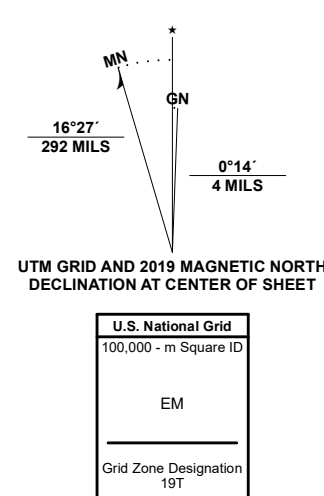 ★
MN
GN
16°27´
292 MILS
0°14´
4 MILS
UTM GRID AND 2019 MAGNETIC NORTH
DECLINATION AT CENTER OF SHEET
U.S. National Grid
100,000 - m Square ID
EM
Grid Zone Designation
19T